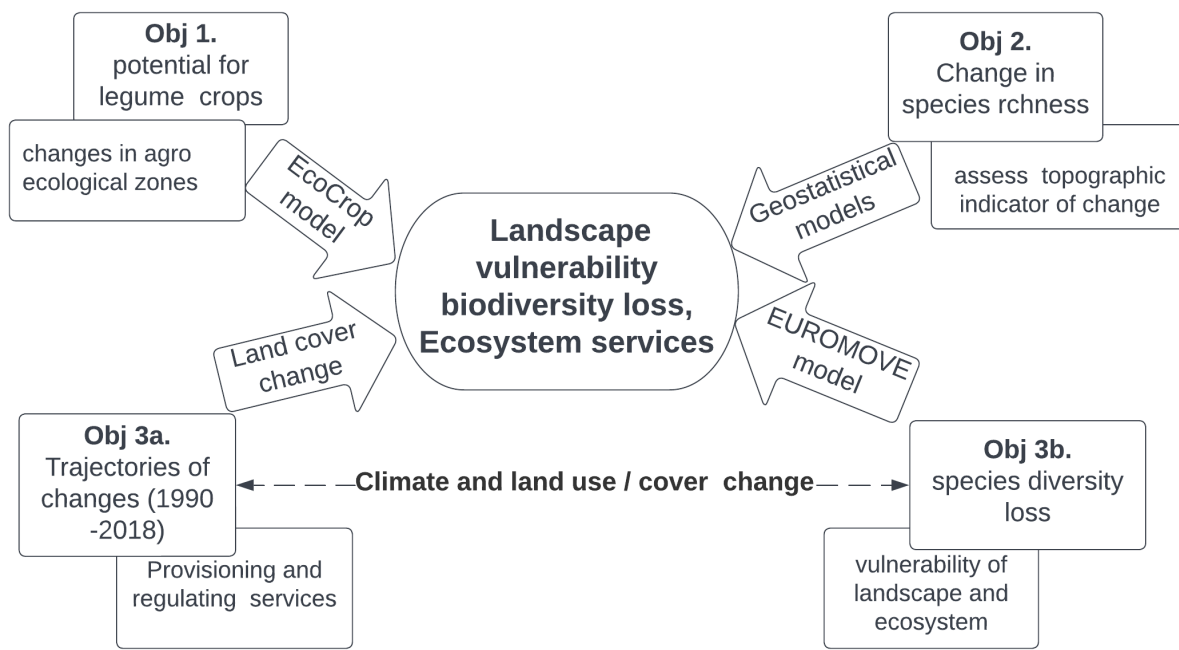 Obj 1.
potential for
legume crops
changes in agro
ecological zones
EcoCrop
model
Obj 2.
Change in
species rchness
assess topographic
indicator of change
Geostatistical
models
Landscape
vulnerability
biodiversity loss,
Ecosystem services
Land cover
change
EUROMOVE
model
Obj 3a.
Trajectories of
changes (1990
-2018)
Provisioning and
regulating services
Climate and land use / cover change
Obj 3b.
species diversity
loss
vulnerability of
landscape and
ecosystem